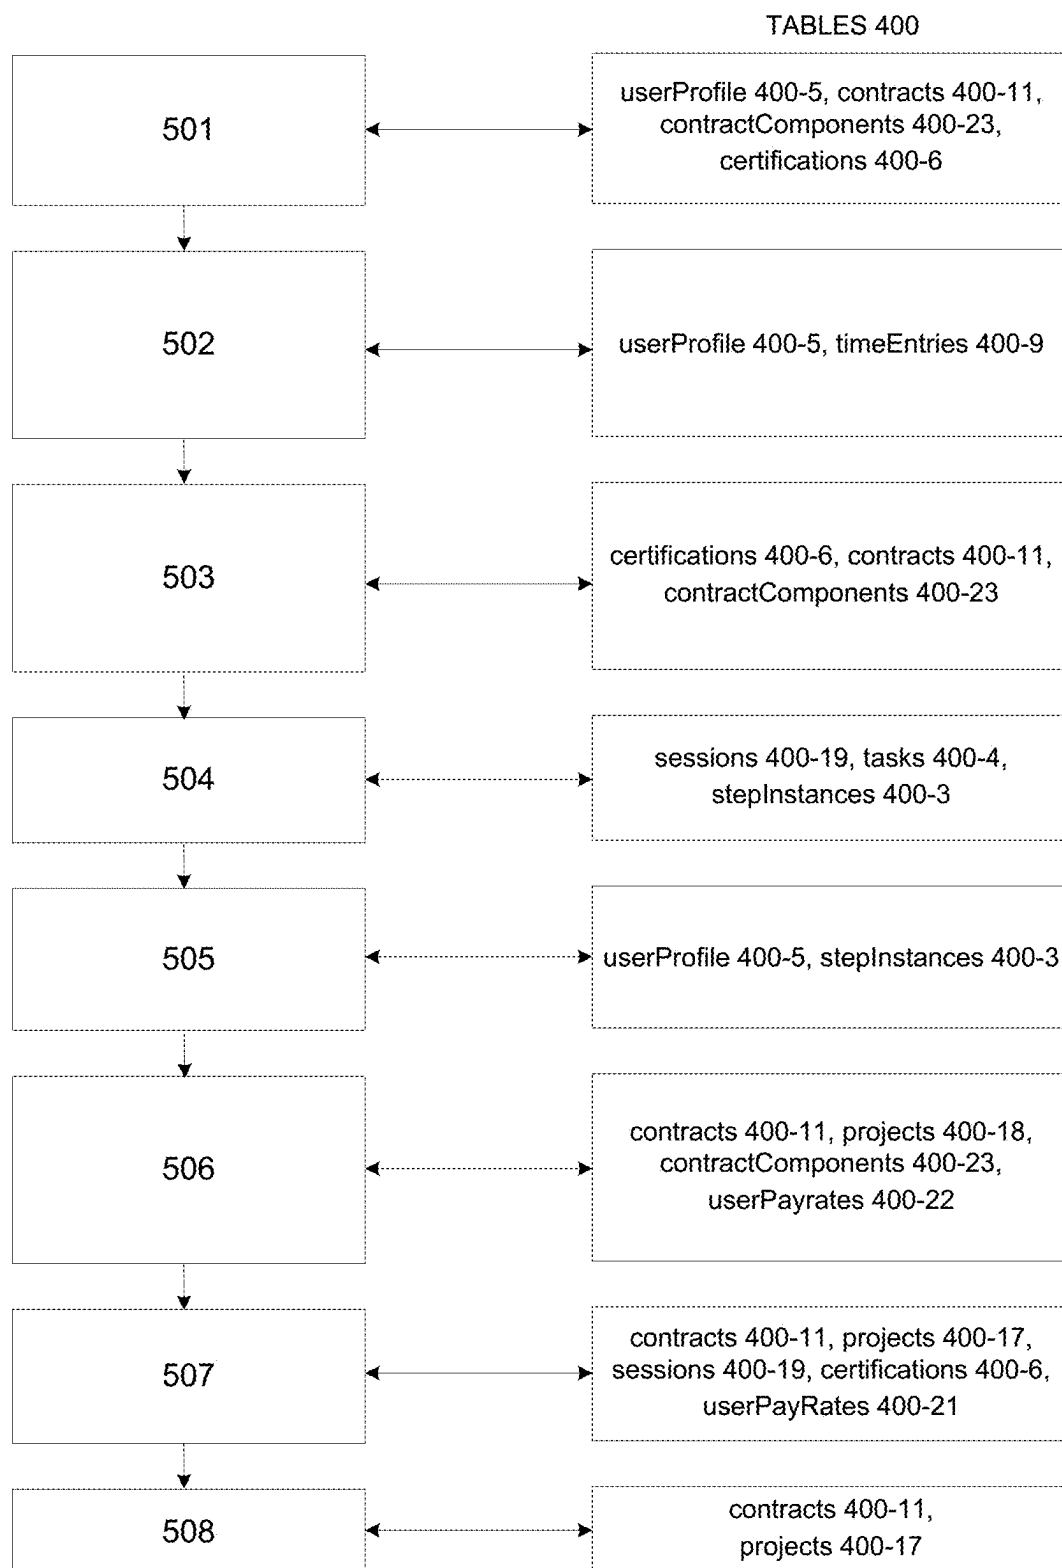 TABLES 400
501
userProfile 400-5, contracts 400-11,
contractComponents 400-23,
certifications 400-6
502
userProfile 400-5, timeEntries 400-9
503
certifications 400-6, contracts 400-11,
contractComponents 400-23
504
sessions 400-19, tasks 400-4,
stepInstances 400-3
505
userProfile 400-5, stepInstances 400-3
506
contracts 400-11, projects 400-18,
contractComponents 400-23,
userPayrates 400-22
507
contracts 400-11, projects 400-17,
sessions 400-19, certifications 400-6,
userPayRates 400-21
508
contracts 400-11,
projects 400-17